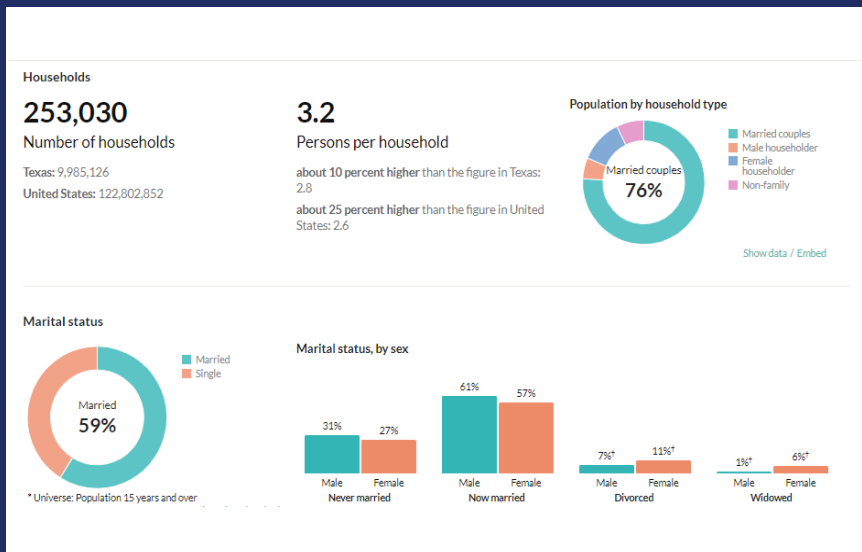 Households
253,030
Number of households
Texas: 9,985,126
United States: 122,802,852
3.2
Persons per household
about 10 percent higher than the figure in Texas:
2.8
about 25 percent higher than the figure in United
States: 2.6
Population by household type
Married couples
76%
Married couples
Male householder
Female
householder
Non-family
Show data / Embed
Marital status
Married
59%
Married
Single
* Universe: Population 15 years and over
Marital status, by sex
31%
27%
61%
57%
7%†
11%†
1%†
6%†
Male
Female
Male
Female
Male
Female
Male
Female
Never married
Now married
Divorced
Widowed